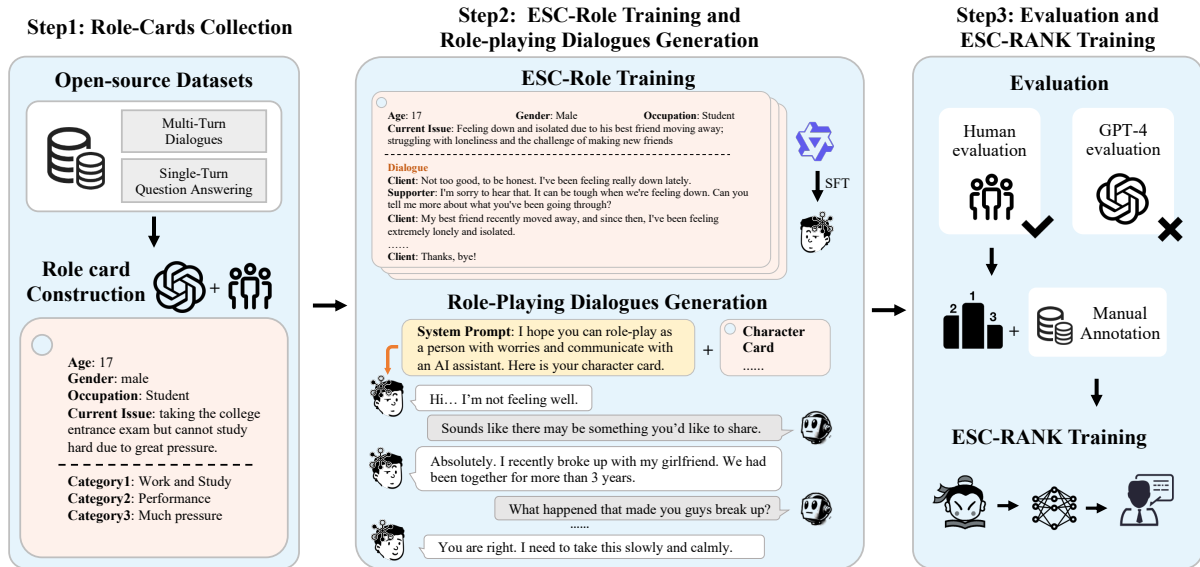 Step1: Role-Cards Collection
Open-source Datasets
Multi-Turn
Dialogues
Single-Turn
Question Answering
Role card
Construction
+
Age: 17
Gender: male
Occupation: Student
Current Issue: taking the college
entrance exam but cannot study
hard due to great pressure.
Category1: Work and Study
Category2: Performance
Category3: Much pressure
Step2: ESC-Role Training and
Role-playing Dialogues Generation
ESC-Role Training
Age: 17 Gender: Male Occupation: Student
Current Issue: Feeling down and isolated due to his best friend moving away;
struggling with loneliness and the challenge of making new friends
Dialogue
Client: Not too good, to be honest. I've been feeling really down lately.
Supporter: I'm sorry to hear that. It can be tough when we're feeling down. Can you
tell me more about what you've been going through?
Client: My best friend recently moved away, and since then, I've been feeling
extremely lonely and isolated.
......
Client: Thanks, bye!
SFT
Role-Playing Dialogues Generation
System Prompt: I hope you can role-play as
a person with worries and communicate with
an AI assistant. Here is your character card.
+
Character
Card
......
Hi… I'm not feeling well.
Sounds like there may be something you'd like to share.
Absolutely. I recently broke up with my girlfriend. We had
been together for more than 3 years.
What happened that made you guys break up?
......
You are right. I need to take this slowly and calmly.
Step3: Evaluation and
ESC-RANK Training
Evaluation
Human
evaluation
GPT-4
evaluation
2 1 3
+
Manual
Annotation
ESC-RANK Training